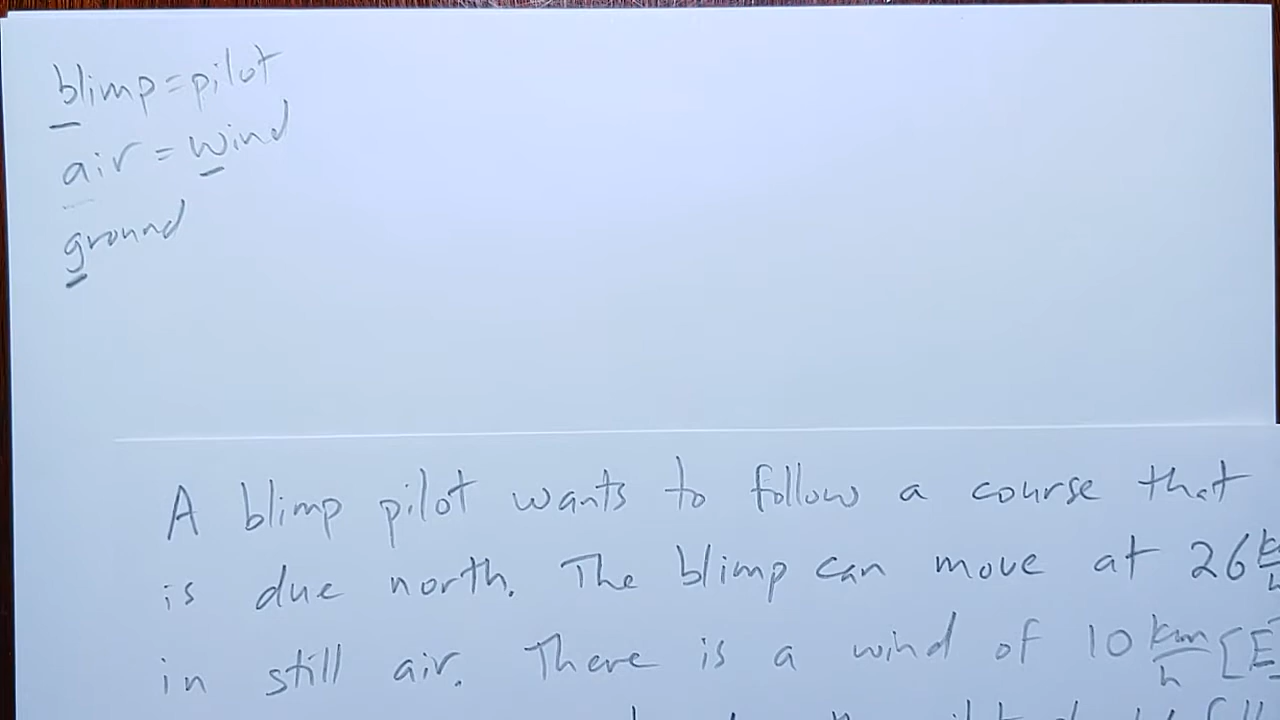 blimp = pilot
air = wind
ground
A blimp pilot wants to follow a course that
is due north. The blimp can move at 26 km/h
in still air. There is a wind of 10 km/h [E]